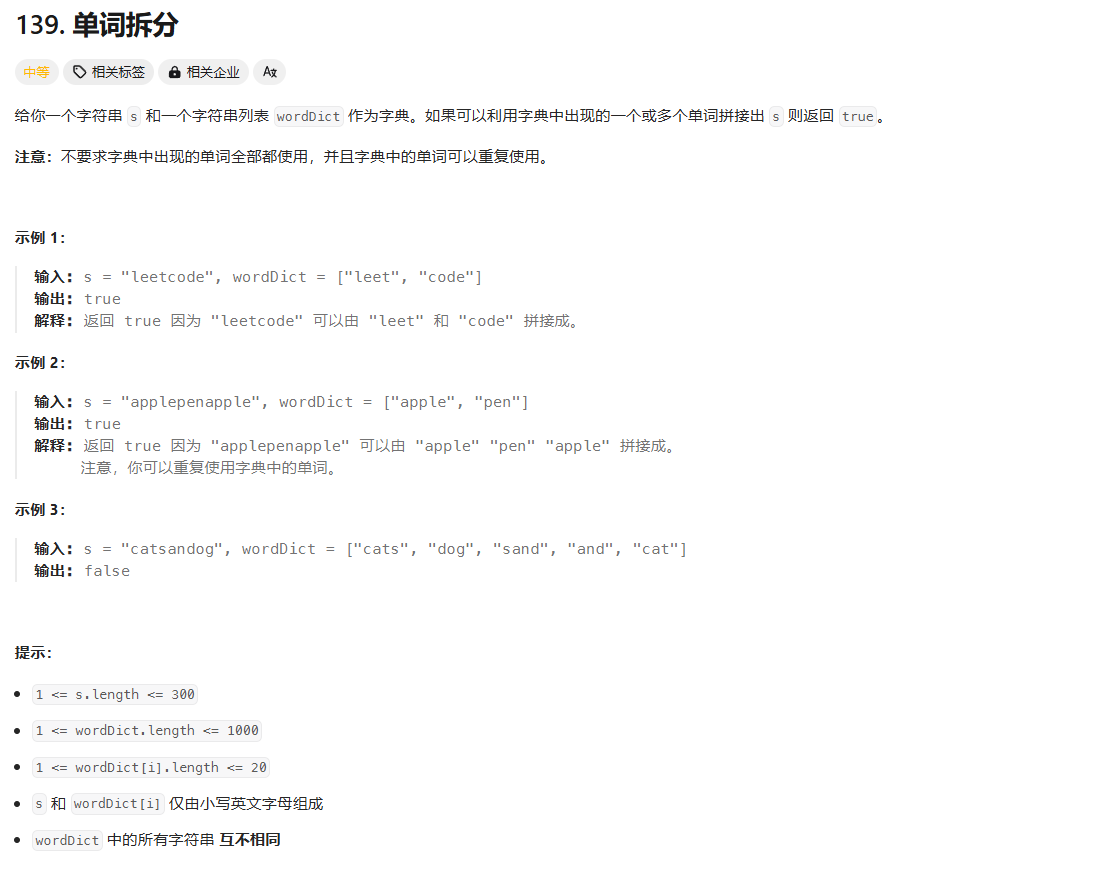 139. 单词拆分
中等 相关标签 相关企业 Aあ
给你一个字符串 s 和一个字符串列表 wordDict 作为字典。如果可以利用字典中出现的一个或多个单词拼接出 s 则返回 true。
注意：不要求字典中出现的单词全部都使用，并且字典中的单词可以重复使用。
示例 1：
输入: s = "leetcode", wordDict = ["leet", "code"]
输出: true
解释: 返回 true 因为 "leetcode" 可以由 "leet" 和 "code" 拼接成。
示例 2：
输入: s = "applepenapple", wordDict = ["apple", "pen"]
输出: true
解释: 返回 true 因为 "applepenapple" 可以由 "apple" "pen" "apple" 拼接成。
注意，你可以重复使用字典中的单词。
示例 3：
输入: s = "catsandog", wordDict = ["cats", "dog", "sand", "and", "cat"]
输出: false
提示：
• 1 <= s.length <= 300
• 1 <= wordDict.length <= 1000
• 1 <= wordDict[i].length <= 20
• s 和 wordDict[i] 仅由小写英文字母组成
• wordDict 中的所有字符串 互不相同